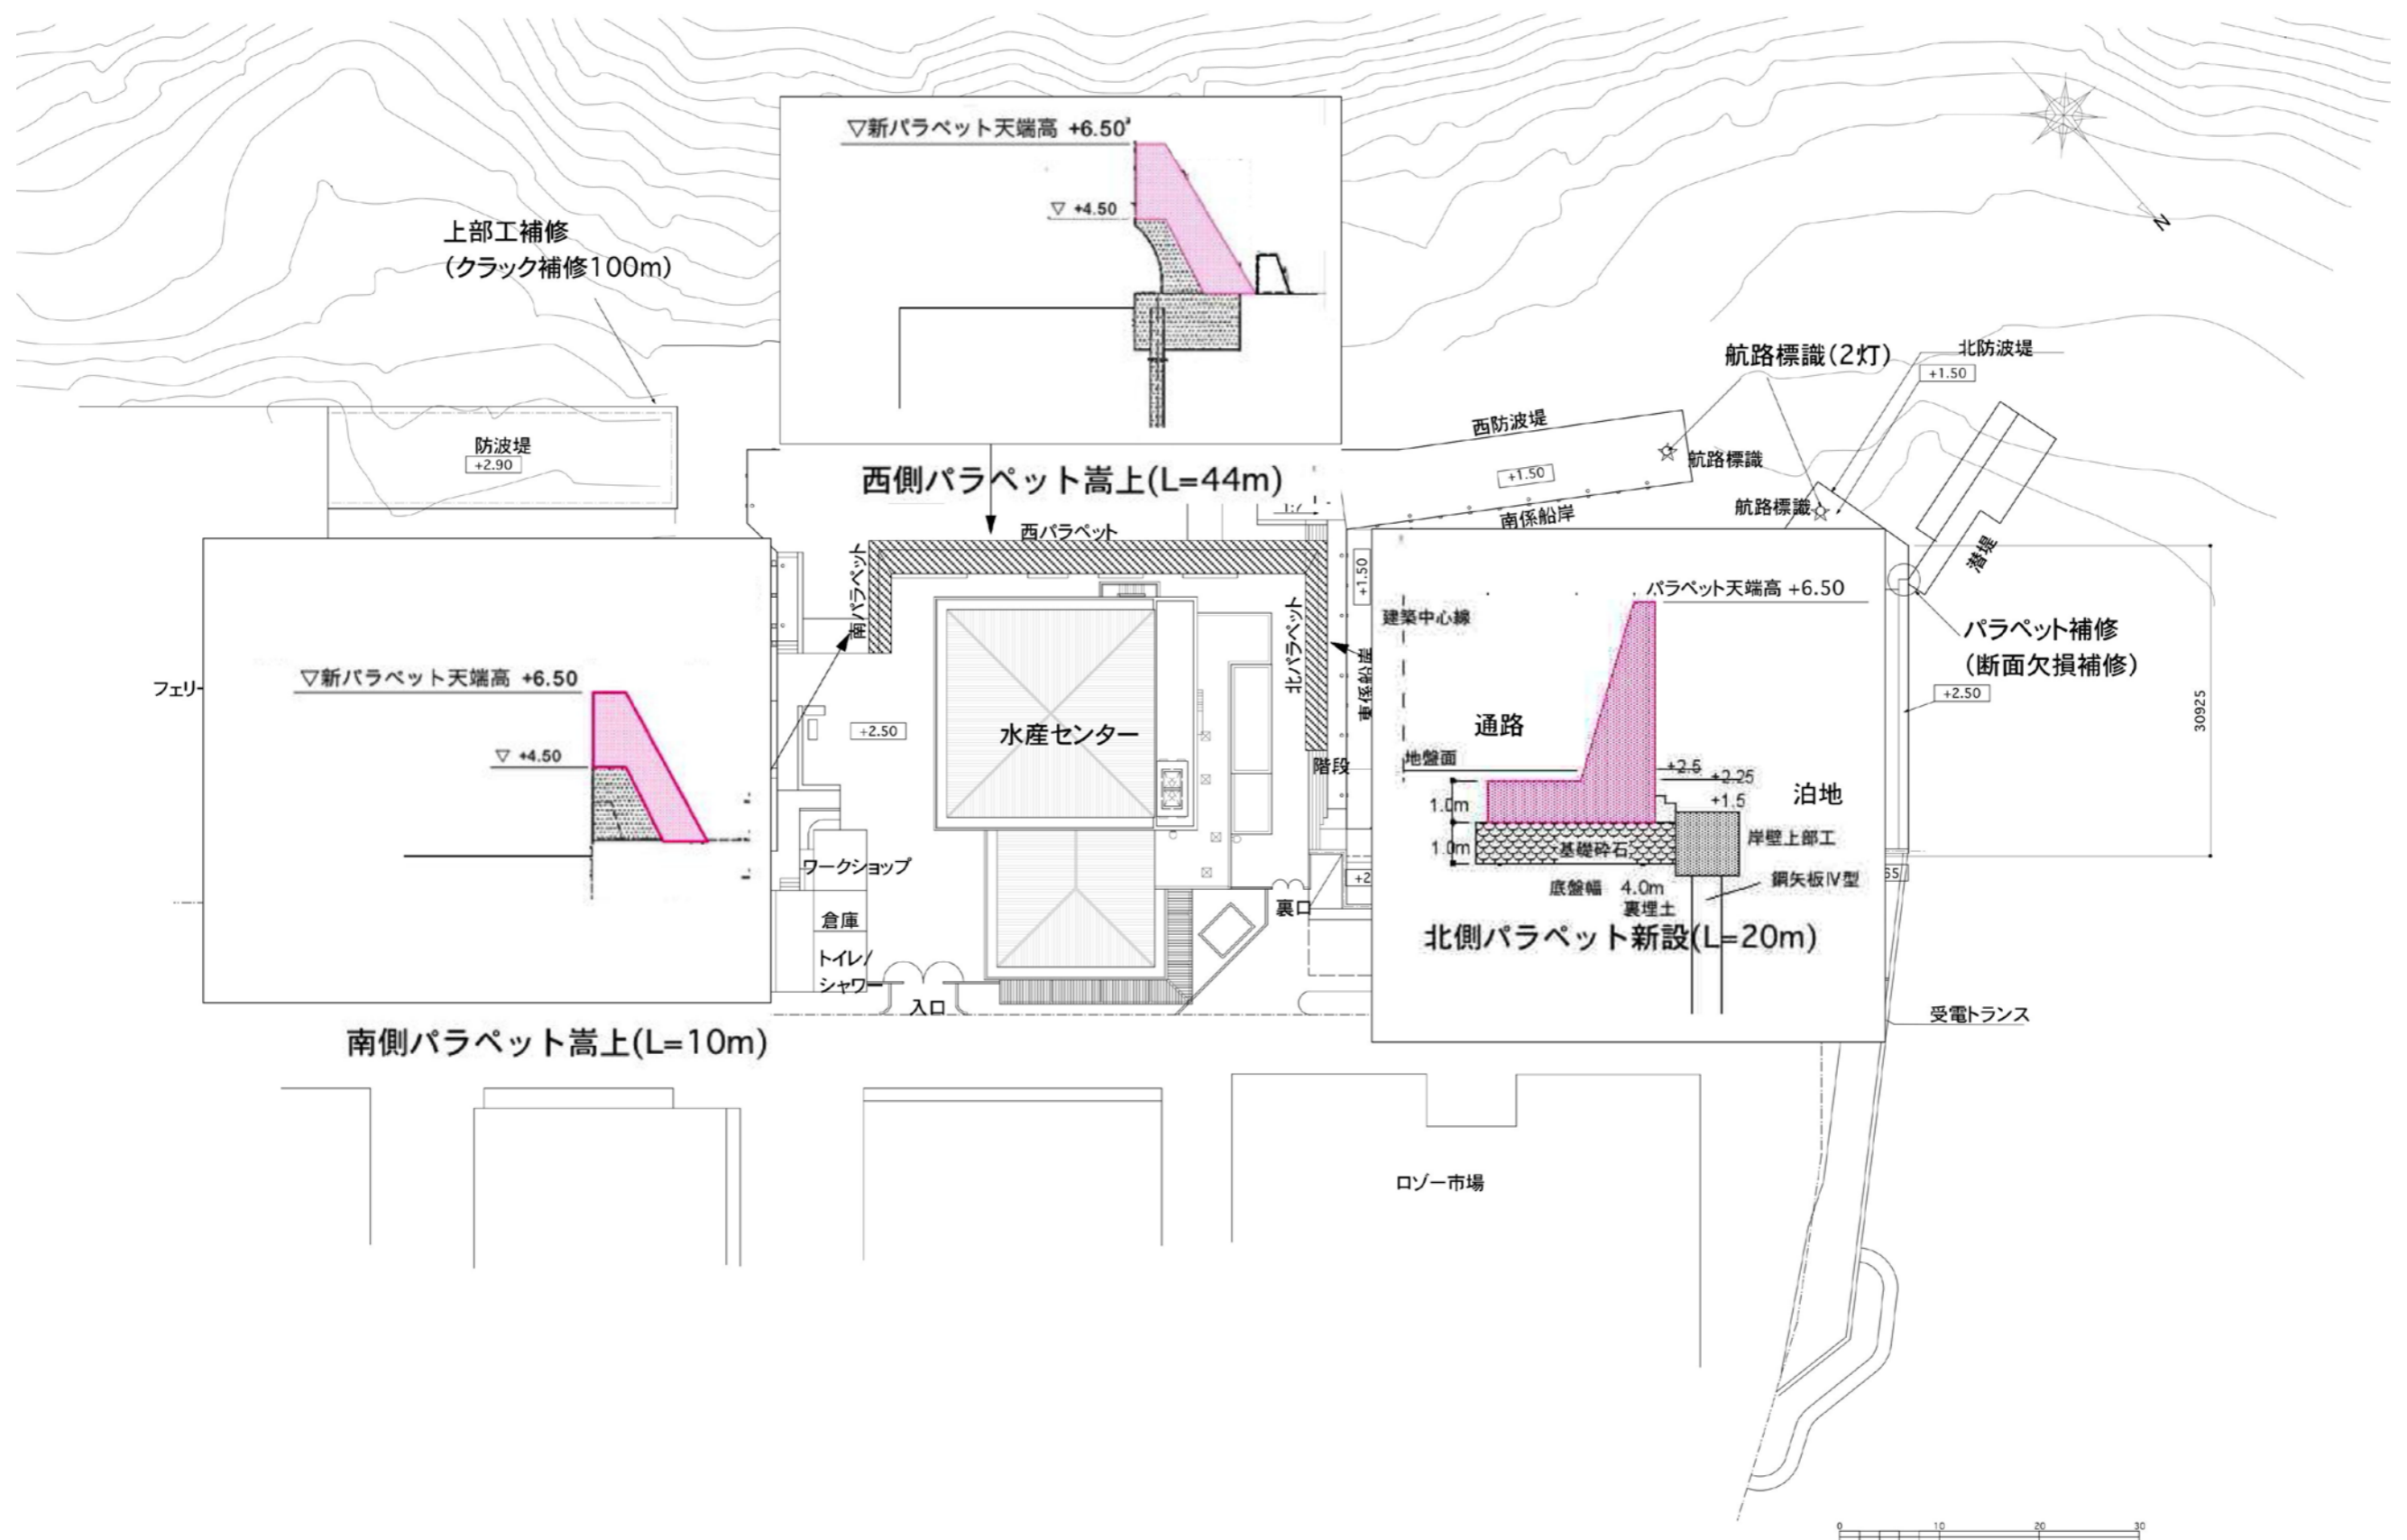 ▽新パラペット天端高 +6.50
▽ +4.50
西側パラペット嵩上(L=44m)
上部工補修
（クラック補修100m）
防波堤
+2.90
N
航路標識（2灯）
北防波堤
+1.50
西防波堤
+1.50
航路標識
航路標識
南係船岸
潜堤
パラペット補修
（断面欠損補修）
+2.50
30925
西パラペット
南パラペット
北パラペット
+1.50
東係船岸
階段
水産センター
+2.50
フェリー
▽新パラペット天端高 +6.50
▽ +4.50
南側パラペット嵩上(L=10m)
ワークショップ
倉庫
トイレ/
シャワー
入口
裏口
パラペット天端高 +6.50
建築中心線
通路
地盤面
+2.5
+2.25
+1.5
泊地
1.0m
1.0m
基礎砕石
岸壁上部工
底盤幅 4.0m
裏埋土
鋼矢板Ⅳ型
北側パラペット新設(L=20m)
受電トランス
ロゾー市場
0 10 20 30